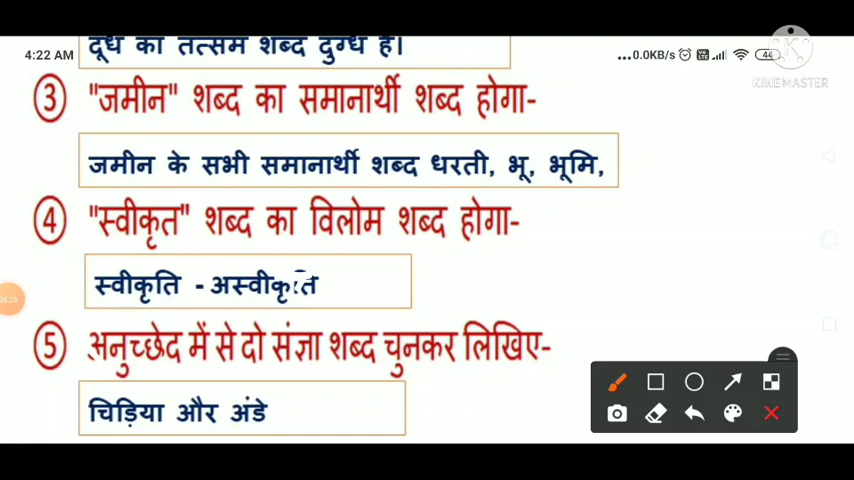 दूध का तत्सम शब्द दुग्ध है।
4:22 AM
...0.0KB/s
44
KINEMASTER
③ "जमीन" शब्द का समानार्थी शब्द होगा-
जमीन के सभी समानार्थी शब्द धरती, भू, भूमि,
④ "स्वीकृत" शब्द का विलोम शब्द होगा-
स्वीकृति - अस्वीकृति
⑤ अनुच्छेद में से दो संज्ञा शब्द चुनकर लिखिए-
चिड़िया और अंडे